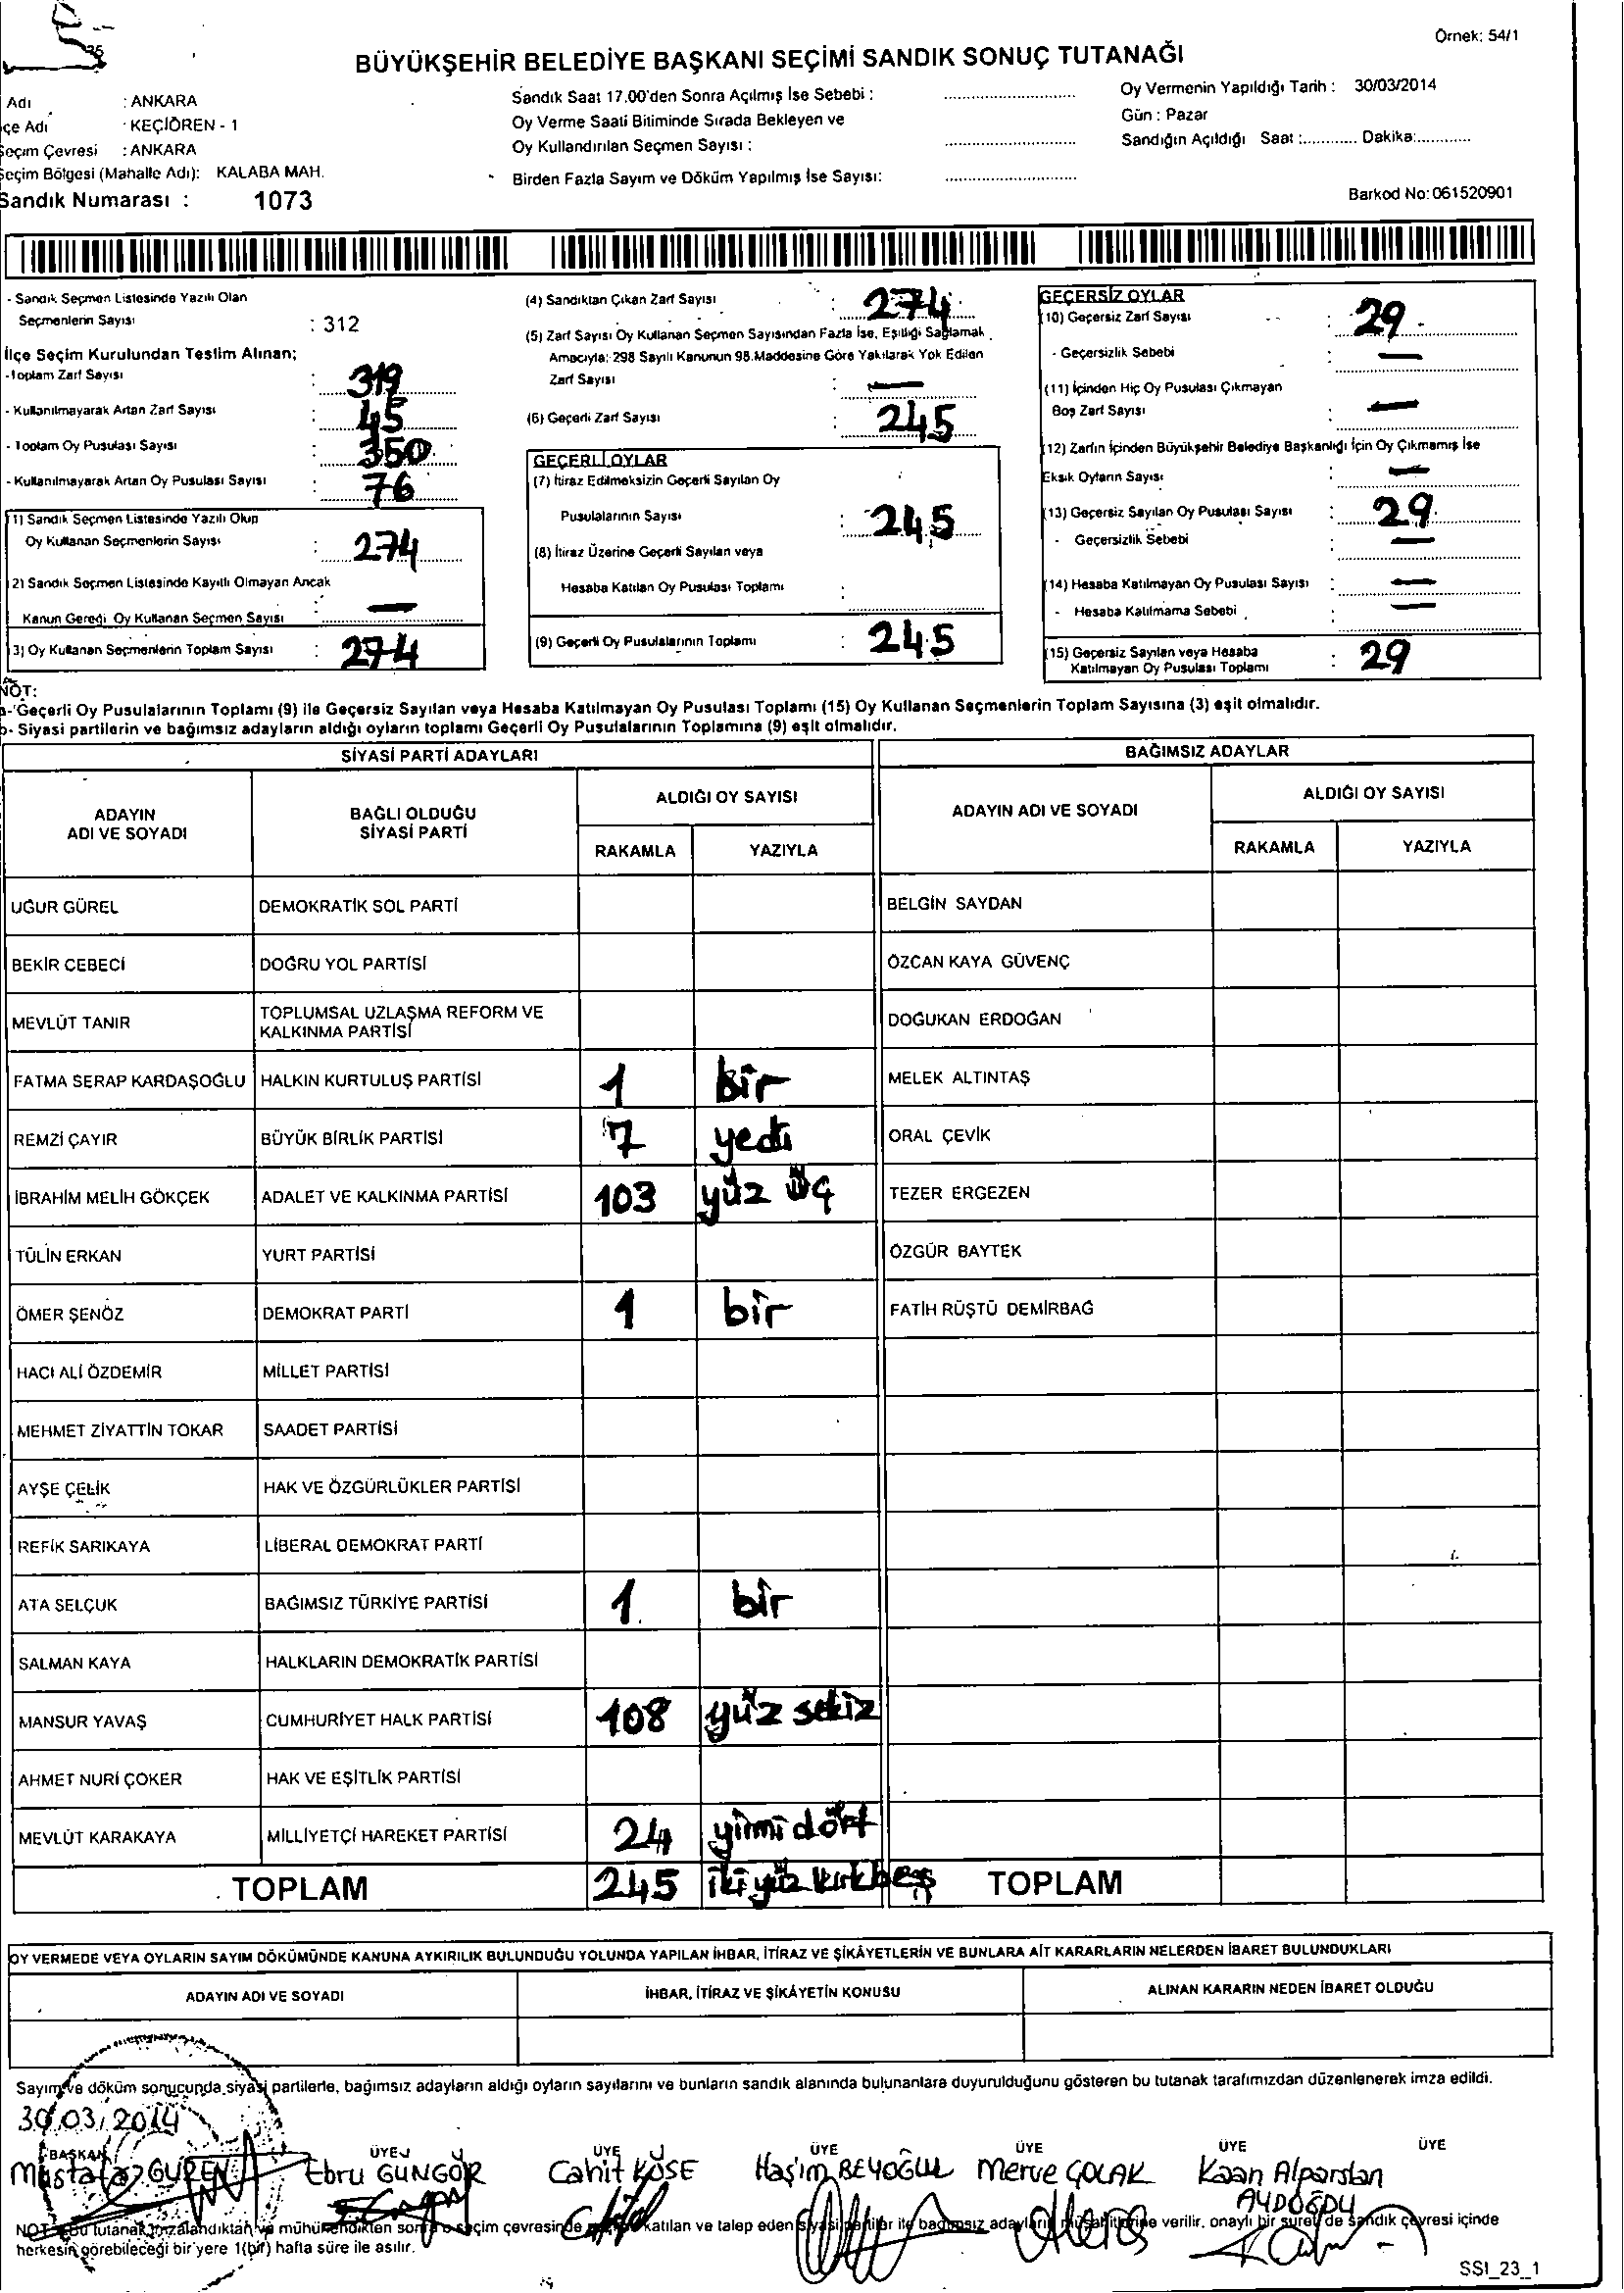 Örnek: 54/1
BÜYÜKŞEHİR BELEDİYE BAŞKANI SEÇİMİ SANDIK SONUÇ TUTANAĞI
Adı : ANKARA
çe Adı : KEÇİÖREN - 1
Seçim Çevresi : ANKARA
Seçim Bölgesi (Mahalle Adı): KALABA MAH.
Sandık Numarası : 1073
Sandık Saat 17.00'den Sonra Açılmış İse Sebebi :
Oy Verme Saati Bitiminde Sırada Bekleyen ve
Oy Kullandırılan Seçmen Sayısı :
Birden Fazla Sayım ve Döküm Yapılmış İse Sayısı:
Oy Vermenin Yapıldığı Tarih : 30/03/2014
Gün : Pazar
Sandığın Açıldığı Saat :............ Dakika:............
Barkod No: 061520901
- Sandık Seçmen Listesinde Yazılı Olan
Seçmenlerin Sayısı : 312
İlçe Seçim Kurulundan Teslim Alınan;
-Toplam Zarf Sayısı : 319
- Kullanılmayarak Artan Zarf Sayısı : 45
- Toplam Oy Pusulası Sayısı : 350
- Kullanılmayarak Artan Oy Pusulası Sayısı : 76
(1) Sandık Seçmen Listesinde Yazılı Olup
Oy Kullanan Seçmenlerin Sayısı : 274
2) Sandık Seçmen Listesinde Kayıtlı Olmayan Ancak
Kanun Gereği Oy Kullanan Seçmen Sayısı : —
3) Oy Kullanan Seçmenlerin Toplam Sayısı : 274
(4) Sandıktan Çıkan Zarf Sayısı : 274
(5) Zarf Sayısı Oy Kullanan Seçmen Sayısından Fazla İse, Eşitliği Sağlamak
Amacıyla; 298 Sayılı Kanunun 98.Maddesine Göre Yakılarak Yok Edilen
Zarf Sayısı : —
(6) Geçerli Zarf Sayısı : 245
GEÇERLİ OYLAR
(7) İtiraz Edilmeksizin Geçerli Sayılan Oy
Pusulalarının Sayısı : 245
(8) İtiraz Üzerine Geçerli Sayılan veya
Hesaba Katılan Oy Pusulası Toplamı :
(9) Geçerli Oy Pusulalarının Toplamı : 245
GEÇERSİZ OYLAR
(10) Geçersiz Zarf Sayısı : 29
- Geçersizlik Sebebi : —
(11) İçinden Hiç Oy Pusulası Çıkmayan
Boş Zarf Sayısı : —
(12) Zarfın İçinden Büyükşehir Belediye Başkanlığı İçin Oy Çıkmamış İse
Eksik Oyların Sayısı : —
(13) Geçersiz Sayılan Oy Pusulası Sayısı : 29
- Geçersizlik Sebebi : —
(14) Hesaba Katılmayan Oy Pusulası Sayısı : —
- Hesaba Katılmama Sebebi : —
(15) Geçersiz Sayılan veya Hesaba
Katılmayan Oy Pusulası Toplamı : 29
NOT:
a-'Geçerli Oy Pusulalarının Toplamı (9) ile Geçersiz Sayılan veya Hesaba Katılmayan Oy Pusulası Toplamı (15) Oy Kullanan Seçmenlerin Toplam Sayısına (3) eşit olmalıdır.
b- Siyasi partilerin ve bağımsız adayların aldığı oyların toplamı Geçerli Oy Pusulalarının Toplamına (9) eşit olmalıdır.
SİYASİ PARTİ ADAYLARI BAĞIMSIZ ADAYLAR
ADAYIN ADI VE SOYADI BAĞLI OLDUĞU SİYASİ PARTİ ALDIĞI OY SAYISI ADAYIN ADI VE SOYADI ALDIĞI OY SAYISI
RAKAMLA YAZIYLA RAKAMLA YAZIYLA
UĞUR GÜREL DEMOKRATİK SOL PARTİ BELGİN SAYDAN
BEKİR CEBECİ DOĞRU YOL PARTİSİ ÖZCAN KAYA GÜVENÇ
MEVLÜT TANIR TOPLUMSAL UZLAŞMA REFORM VE KALKINMA PARTİSİ DOĞUKAN ERDOĞAN
FATMA SERAP KARDAŞOĞLU HALKIN KURTULUŞ PARTİSİ 1 bir MELEK ALTINTAŞ
REMZİ ÇAYIR BÜYÜK BİRLİK PARTİSİ 7 yedi ORAL ÇEVİK
İBRAHİM MELİH GÖKÇEK ADALET VE KALKINMA PARTİSİ 103 yüz üç TEZER ERGEZEN
TÜLİN ERKAN YURT PARTİSİ ÖZGÜR BAYTEK
ÖMER ŞENÖZ DEMOKRAT PARTİ 1 bir FATİH RÜŞTÜ DEMİRBAĞ
HACI ALİ ÖZDEMİR MİLLET PARTİSİ
MEHMET ZİYATTİN TOKAR SAADET PARTİSİ
AYŞE ÇELİK HAK VE ÖZGÜRLÜKLER PARTİSİ
REFİK SARIKAYA LİBERAL DEMOKRAT PARTİ
ATA SELÇUK BAĞIMSIZ TÜRKİYE PARTİSİ 1 bir
SALMAN KAYA HALKLARIN DEMOKRATİK PARTİSİ
MANSUR YAVAŞ CUMHURİYET HALK PARTİSİ 108 yüz sekiz
AHMET NURİ ÇOKER HAK VE EŞİTLİK PARTİSİ
MEVLÜT KARAKAYA MİLLİYETÇİ HAREKET PARTİSİ 24 yirmi dört
TOPLAM 245 iki yüz kırk beş TOPLAM
OY VERMEDE VEYA OYLARIN SAYIM DÖKÜMÜNDE KANUNA AYKIRILIK BULUNDUĞU YOLUNDA YAPILAN İHBAR, İTİRAZ VE ŞİKÂYETLERİN VE BUNLARA AİT KARARLARIN NELERDEN İBARET BULUNDUKLARI
ADAYIN ADI VE SOYADI İHBAR, İTİRAZ VE ŞİKÂYETİN KONUSU ALINAN KARARIN NEDEN İBARET OLDUĞU
Sayım ve döküm sonucunda siyasi partilerle, bağımsız adayların aldığı oyların sayılarını ve bunların sandık alanında bulunanlara duyurulduğunu gösteren bu tutanak tarafımızdan düzenlenerek imza edildi.
30.03.2014
BAŞKAN ÜYE ÜYE ÜYE ÜYE ÜYE ÜYE
Mustafa GÜREN Ebru GÜNGÖR Cahit KÖSE Haşim BEYOĞLU Merve ÇOLAK Kaan Alparslan
AYDOĞDU
NOT : Bu tutanak imzalandıktan ve mühürlendikten sonra o seçim çevresinde katılan ve talep eden siyasi partiler ile bağımsız adayların müşahitlerine verilir, onaylı bir sureti de sandık çevresi içinde
herkesin görebileceği bir yere 1(bir) hafta süre ile asılır.
SSI_23_1